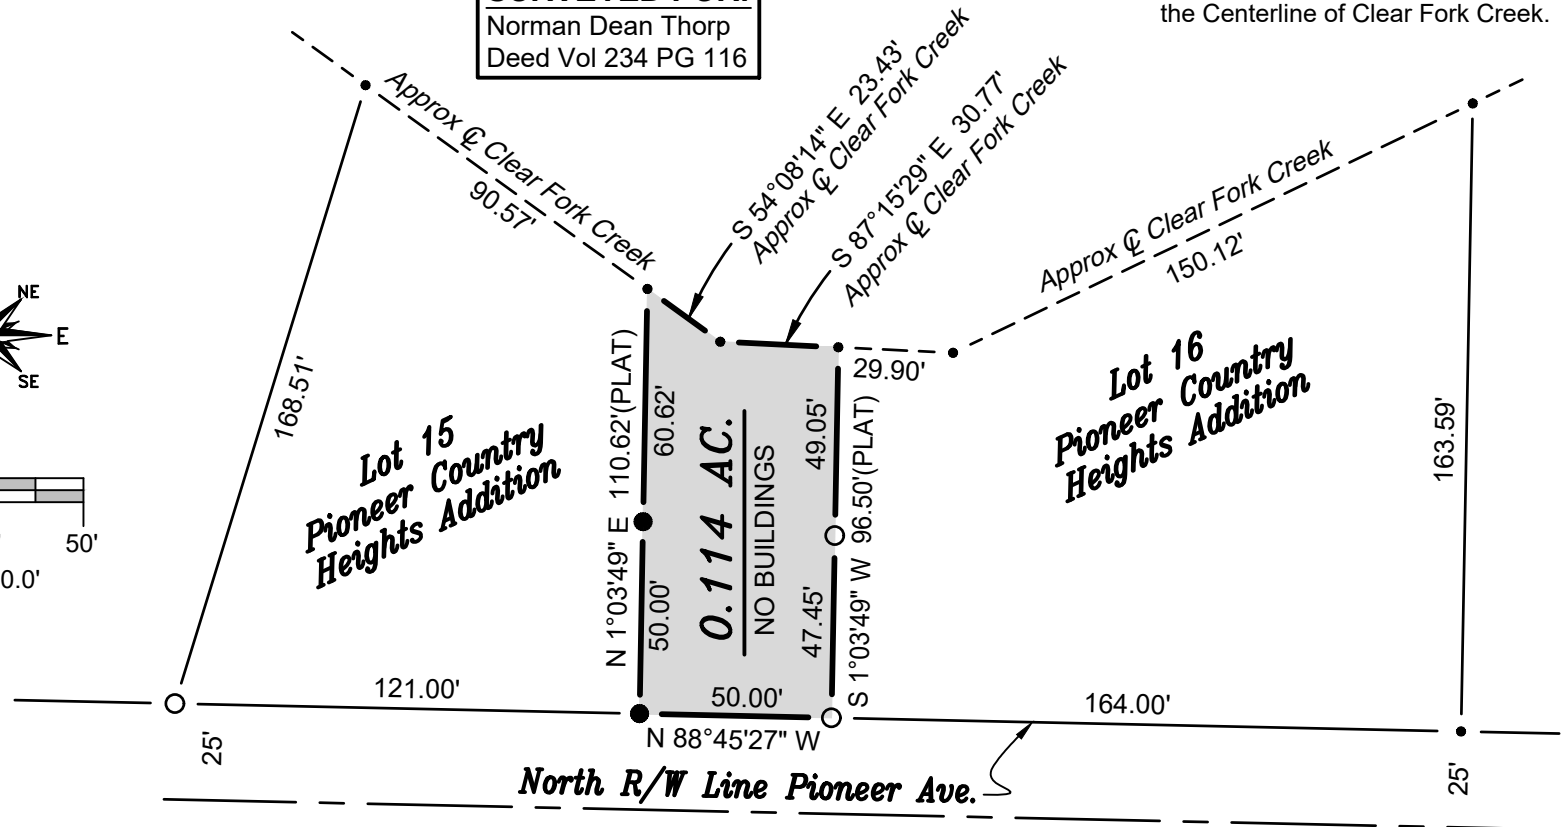 Norman Dean Thorp
Deed Vol 234 PG 116
the Centerline of Clear Fork Creek.
S 54°08'14" E 23.43'
Approx ℄ Clear Fork Creek
S 87°15'29" E 30.77'
Approx ℄ Clear Fork Creek
Approx ℄ Clear Fork Creek
90.57'
Approx ℄ Clear Fork Creek
150.12'
NE
E
SE
168.51'
Lot 15
Pioneer Country
Heights Addition
N 1°03'49" E 110.62'(PLAT)
60.62'
50.00'
0.114 AC.
NO BUILDINGS
49.05'
47.45'
S 1°03'49" W 96.50'(PLAT)
29.90'
Lot 16
Pioneer Country
Heights Addition
163.59'
50'
0.0'
121.00'
50.00'
164.00'
N 88°45'27" W
25'
25'
North R/W Line Pioneer Ave.